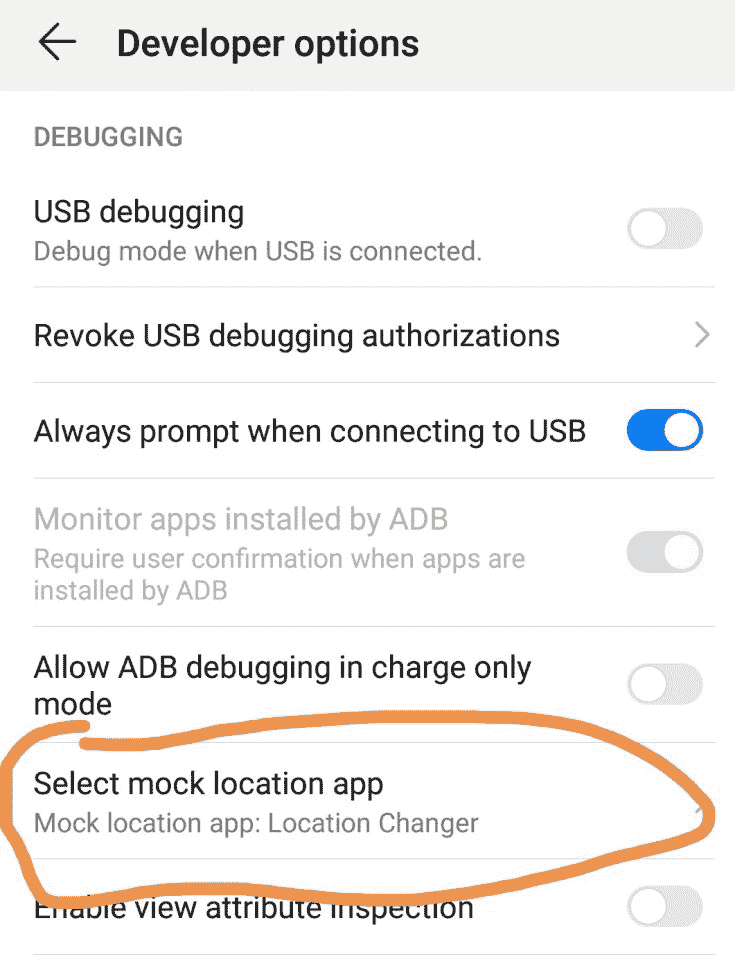 Developer options
DEBUGGING
USB debugging
Debug mode when USB is connected.
Revoke USB debugging authorizations
Always prompt when connecting to USB
Monitor apps installed by ADB
Require user confirmation when apps are
installed by ADB
Allow ADB debugging in charge only
mode
Select mock location app
Mock location app: Location Changer
Enable view attribute inspection